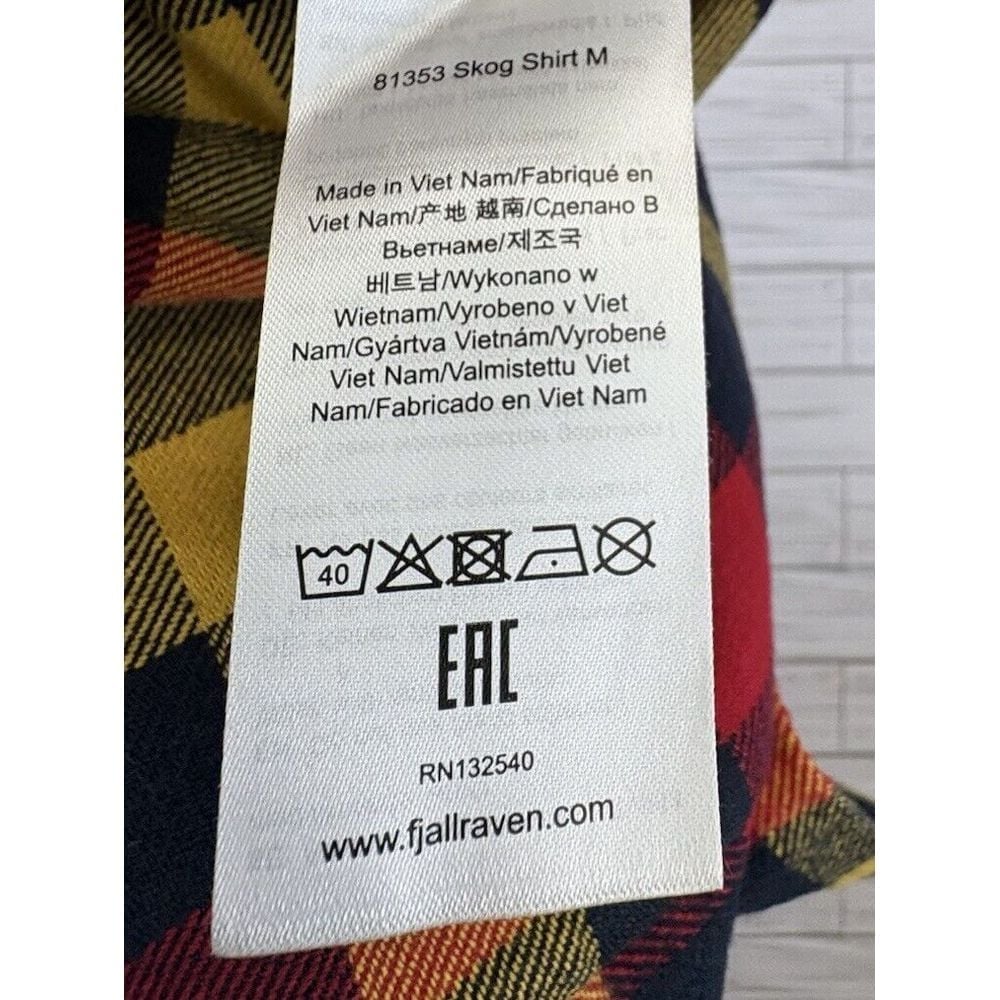 81353 Skog Shirt M
Made in Viet Nam/Fabriqué en
Viet Nam/产地 越南/Сделано В
Вьетнаме/제조국
베트남/Wykonano w
Wietnam/Vyrobeno v Viet
Nam/Gyártva Vietnám/Vyrobené
Viet Nam/Valmistettu Viet
Nam/Fabricado en Viet Nam
40
EAC
RN132540
www.fjallraven.com